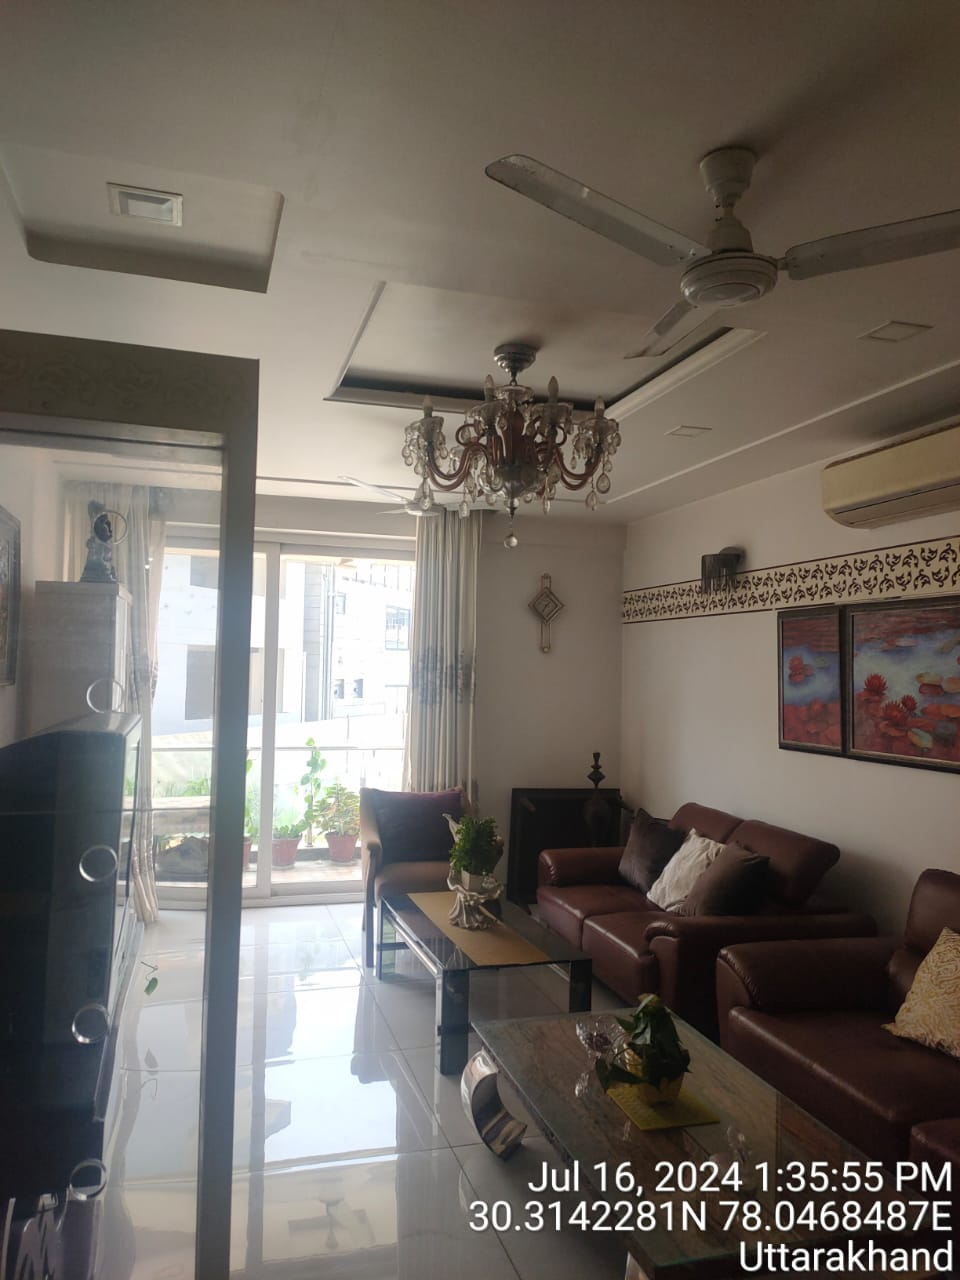 Jul 16, 2024 1:35:55 PM
30.3142281N 78.0468487E
Uttarakhand